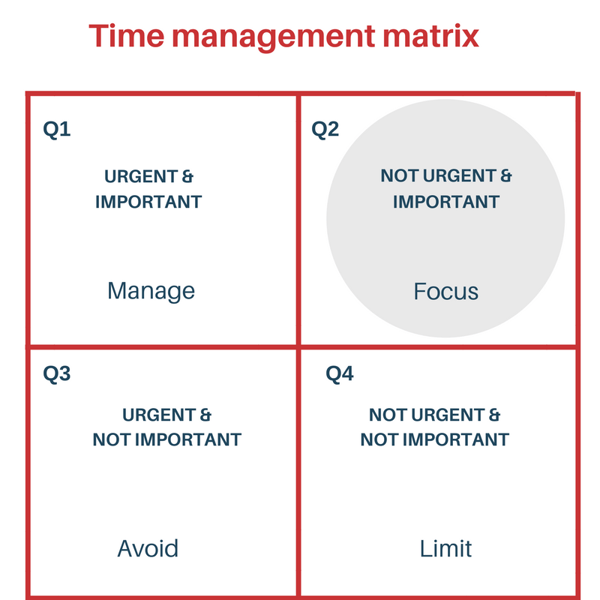 Time management matrix
Q1
URGENT &
IMPORTANT
Manage
Q2
NOT URGENT &
IMPORTANT
Focus
Q3
URGENT &
NOT IMPORTANT
Avoid
Q4
NOT URGENT &
NOT IMPORTANT
Limit